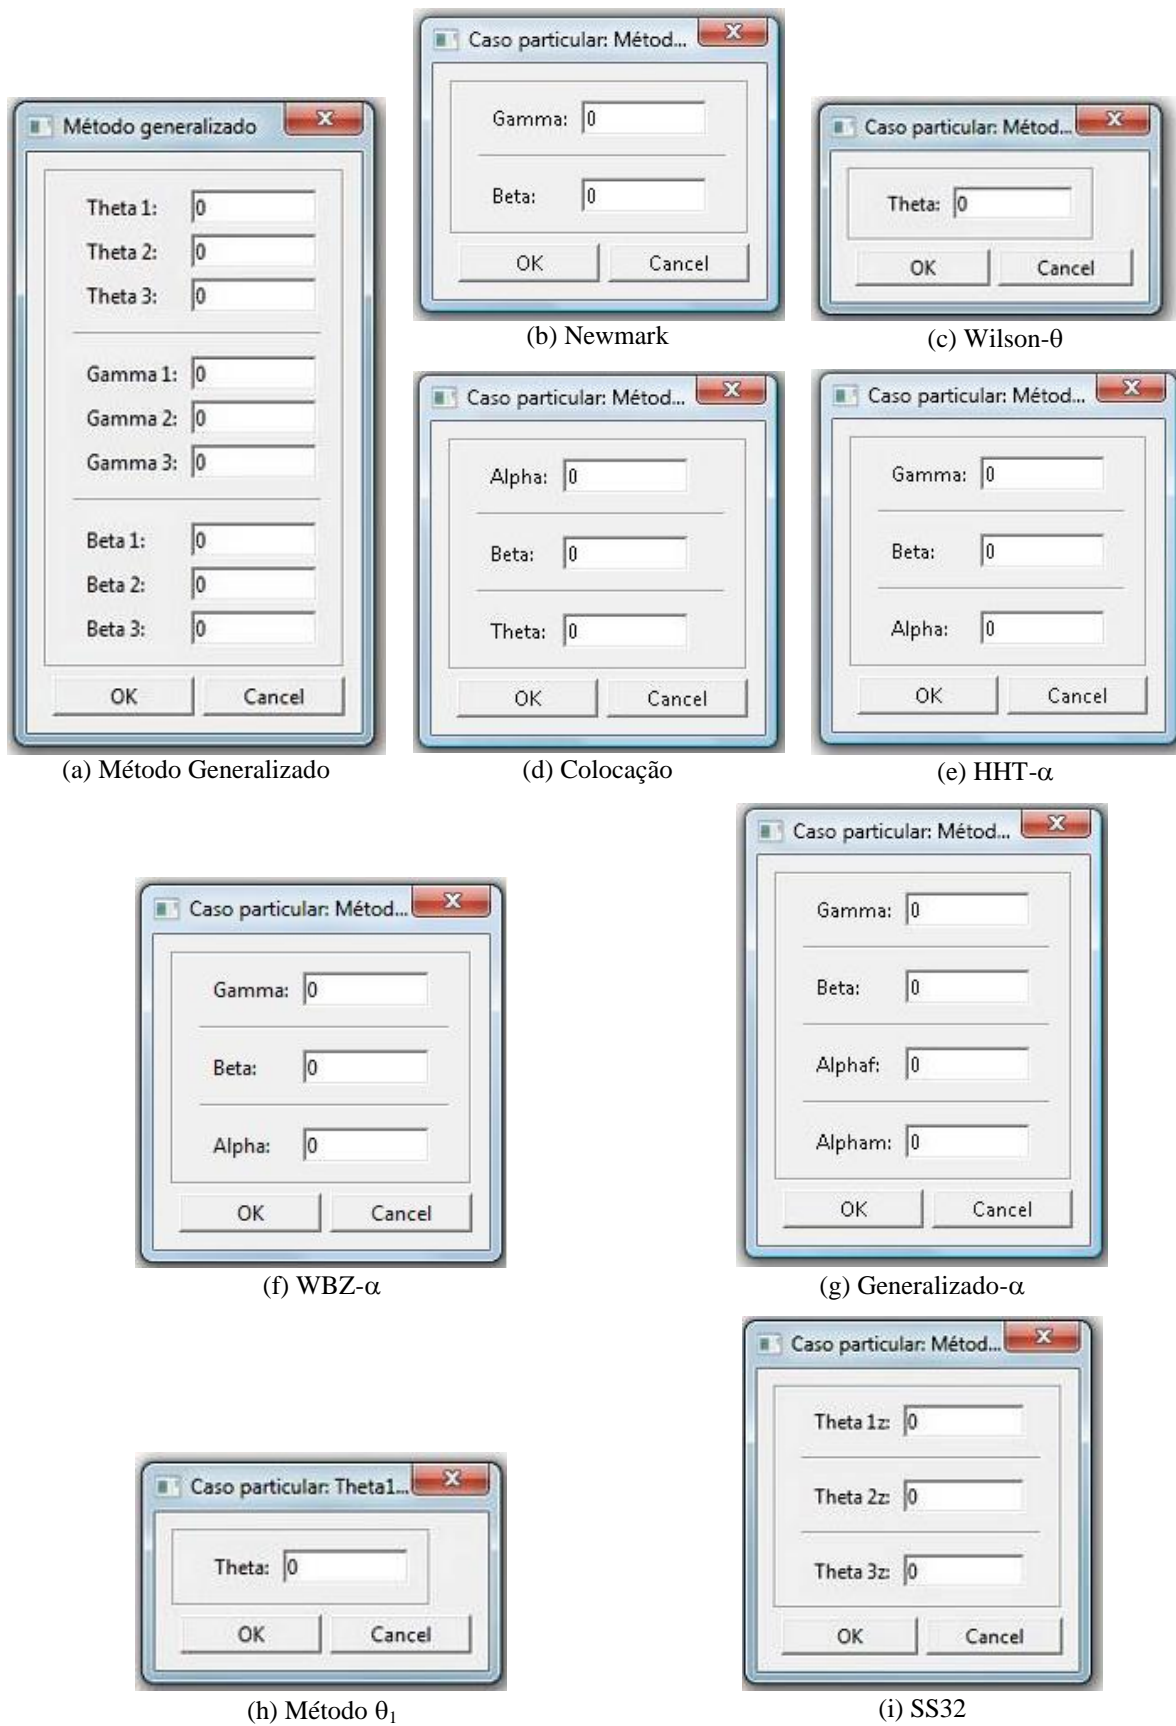 Método generalizado
Theta 1: 0
Theta 2: 0
Theta 3: 0
Gamma 1: 0
Gamma 2: 0
Gamma 3: 0
Beta 1: 0
Beta 2: 0
Beta 3: 0
OK Cancel
(a) Método Generalizado
Caso particular: Métod...
Gamma: 0
Beta: 0
OK Cancel
(b) Newmark
Caso particular: Métod...
Theta: 0
OK Cancel
(c) Wilson-θ
Caso particular: Métod...
Alpha: 0
Beta: 0
Theta: 0
OK Cancel
(d) Colocação
Caso particular: Métod...
Gamma: 0
Beta: 0
Alpha: 0
OK Cancel
(e) HHT-α
Caso particular: Métod...
Gamma: 0
Beta: 0
Alpha: 0
OK Cancel
(f) WBZ-α
Caso particular: Métod...
Gamma: 0
Beta: 0
Alphaf: 0
Alpham: 0
OK Cancel
(g) Generalizado-α
Caso particular: Theta1...
Theta: 0
OK Cancel
(h) Método θ₁
Caso particular: Métod...
Theta 1z: 0
Theta 2z: 0
Theta 3z: 0
OK Cancel
(i) SS32